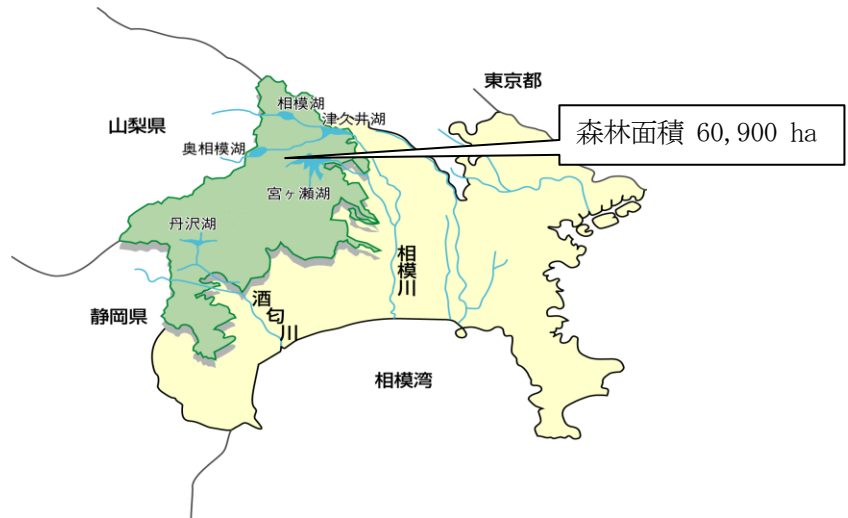 東京都
相模湖
津久井湖
山梨県
森林面積 60,900 ha
奥相模湖
宮ヶ瀬湖
丹沢湖
相模川
酒匂川
静岡県
相模湾